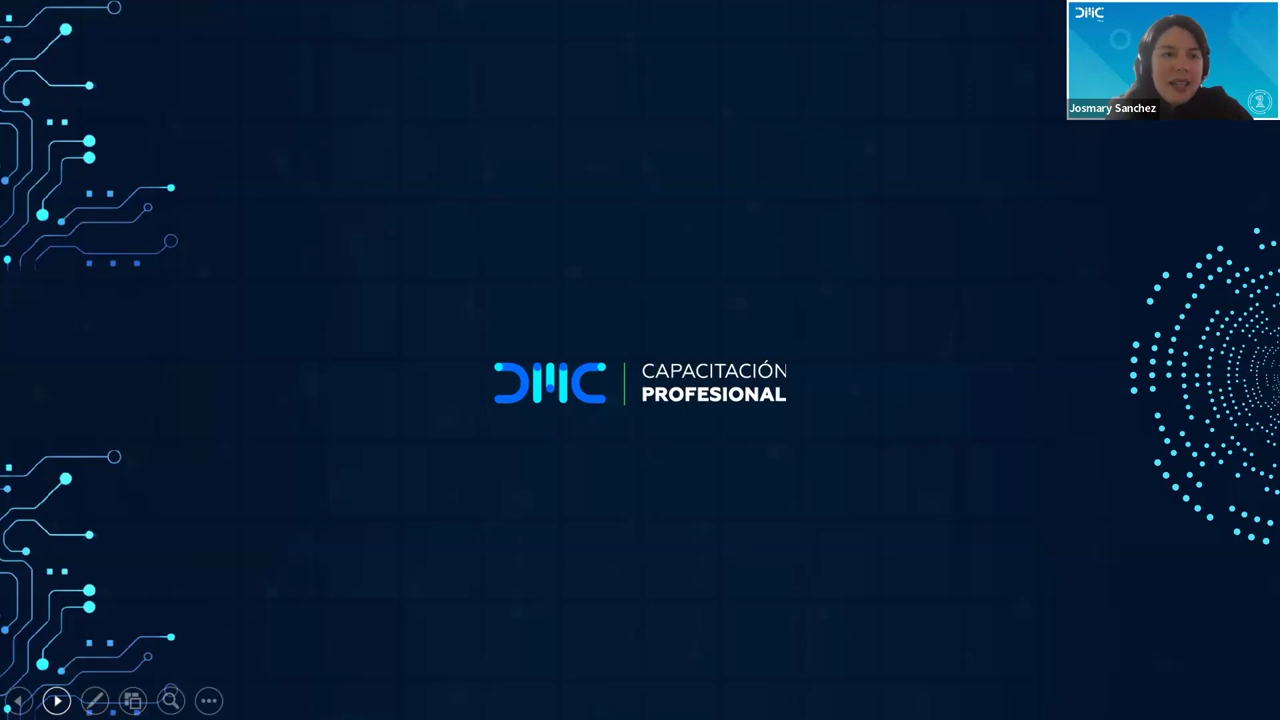 DMC
Josmary Sanchez
DMC
CAPACITACIÓN
PROFESIONAL